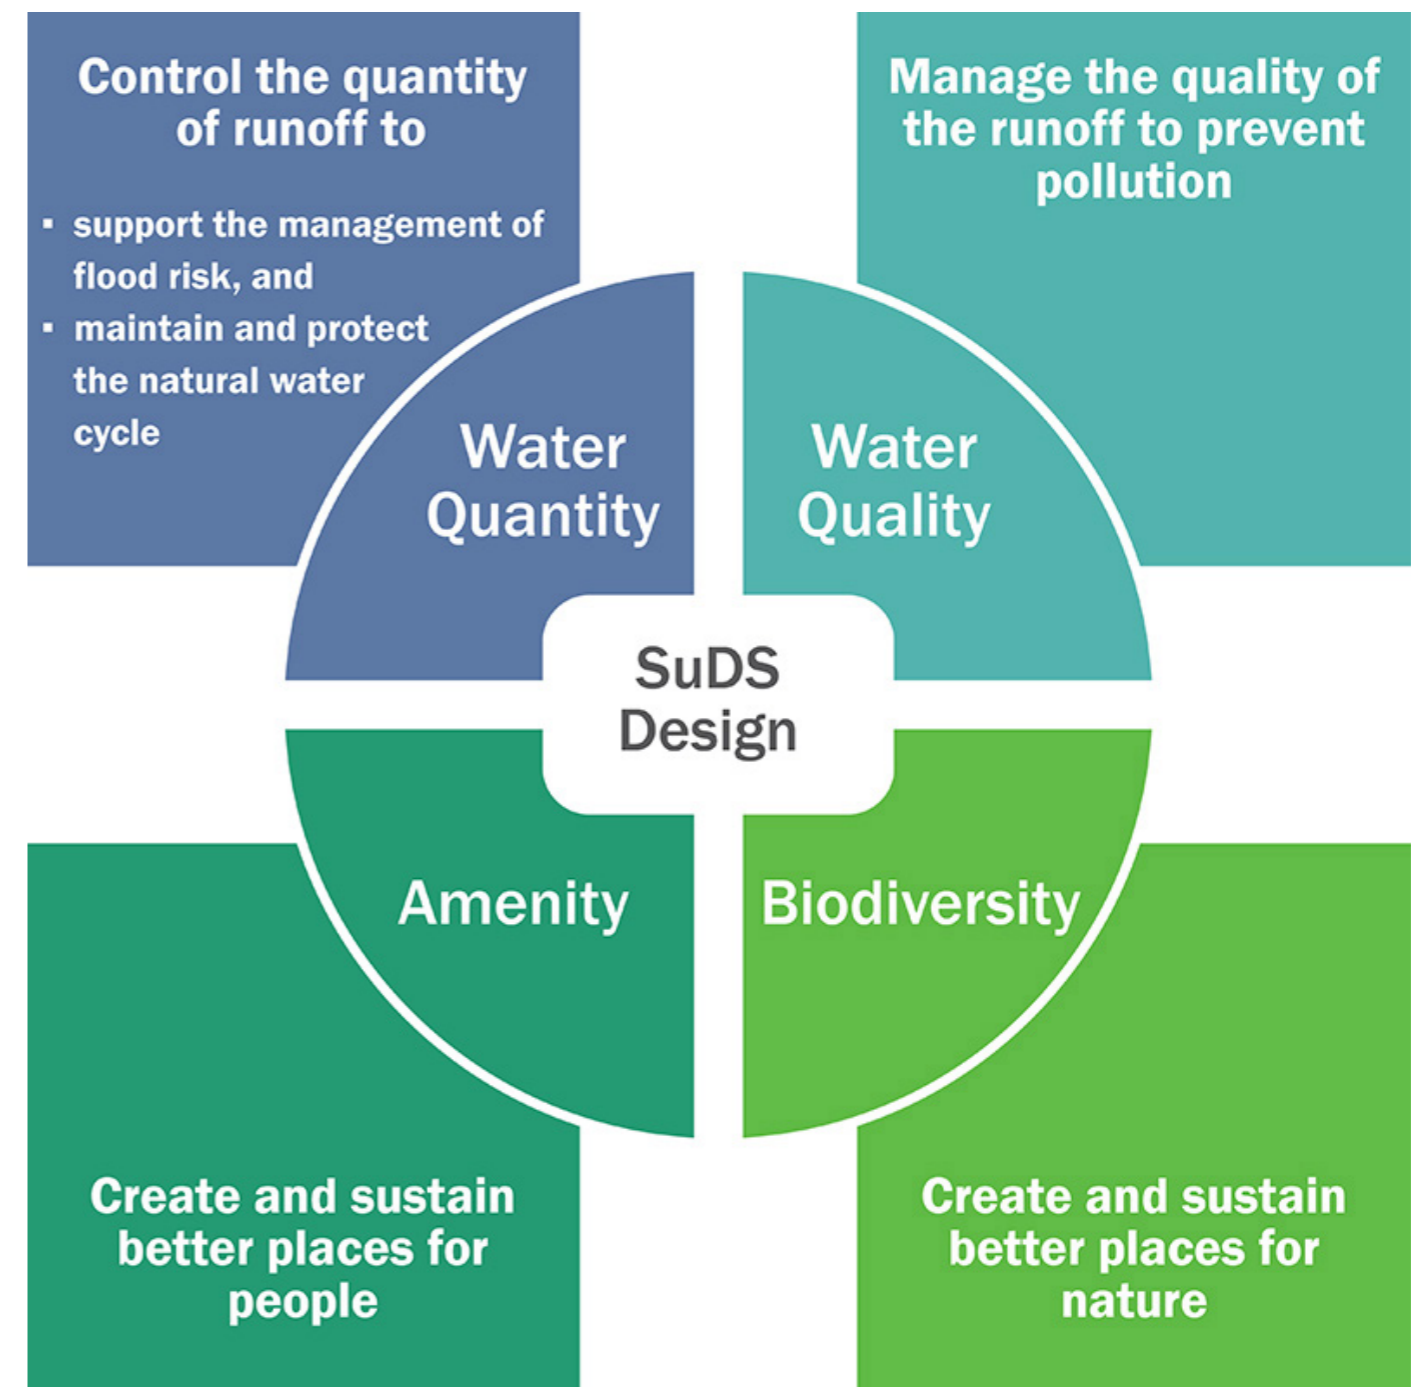 Control the quantity
of runoff to
▪ support the management of
flood risk, and
▪ maintain and protect
the natural water
cycle
Manage the quality of
the runoff to prevent
pollution
Water
Quantity
Water
Quality
SuDS
Design
Amenity
Biodiversity
Create and sustain
better places for
people
Create and sustain
better places for
nature